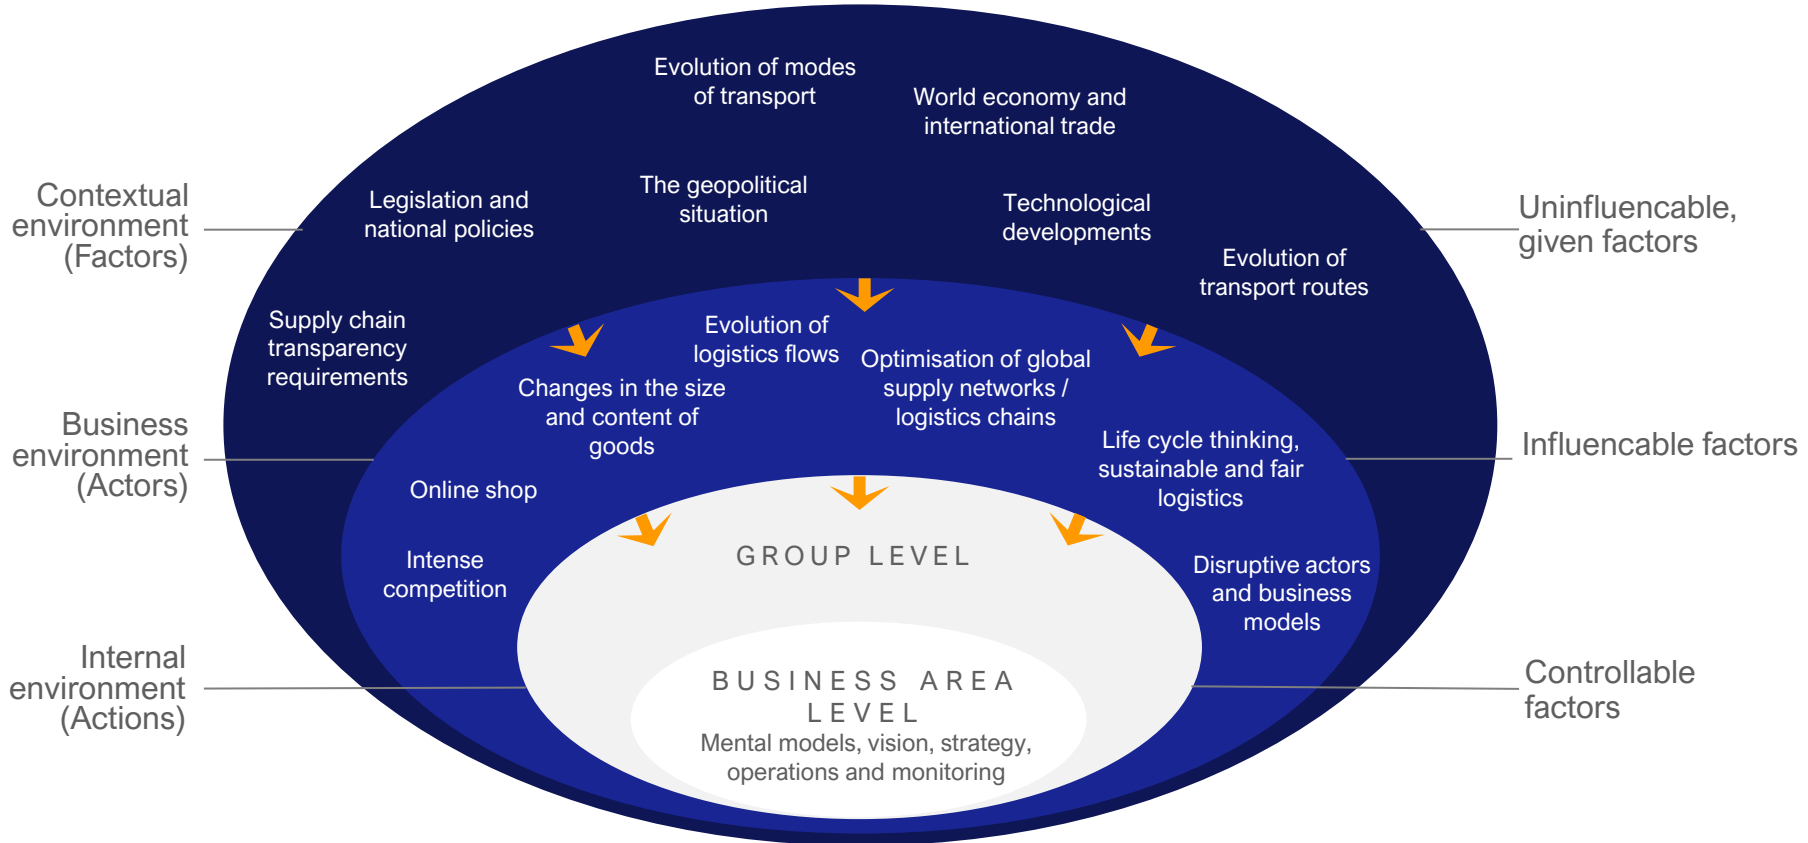 Evolution of modes
of transport
World economy and
international trade
Contextual
environment
(Factors)
Legislation and
national policies
The geopolitical
situation
Technological
developments
Uninfluencable,
given factors
Evolution of
transport routes
Supply chain
transparency
requirements
Evolution of
logistics flows
Optimisation of global
supply networks /
logistics chains
Changes in the size
and content of
goods
Business
environment
(Actors)
Life cycle thinking,
sustainable and fair
logistics
Influencable factors
Online shop
Intense
competition
GROUP LEVEL
Disruptive actors
and business
models
Internal
environment
(Actions)
BUSINESS AREA
LEVEL
Mental models, vision, strategy,
operations and monitoring
Controllable
factors